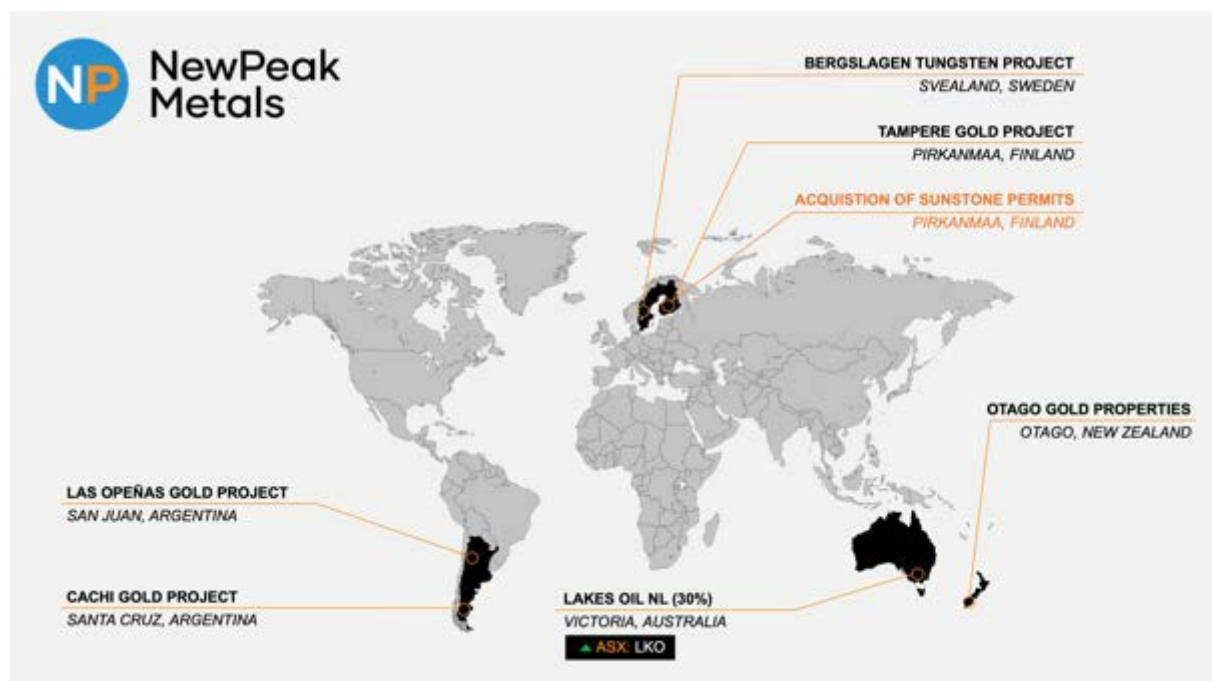 NP
NewPeak
Metals
BERGSLAGEN TUNGSTEN PROJECT
SVEALAND, SWEDEN
TAMPERE GOLD PROJECT
PIRKANMAA, FINLAND
ACQUISTION OF SUNSTONE PERMITS
PIRKANMAA, FINLAND
OTAGO GOLD PROPERTIES
OTAGO, NEW ZEALAND
LAS OPEÑAS GOLD PROJECT
SAN JUAN, ARGENTINA
CACHI GOLD PROJECT
SANTA CRUZ, ARGENTINA
LAKES OIL NL (30%)
VICTORIA, AUSTRALIA
ASX: LKO